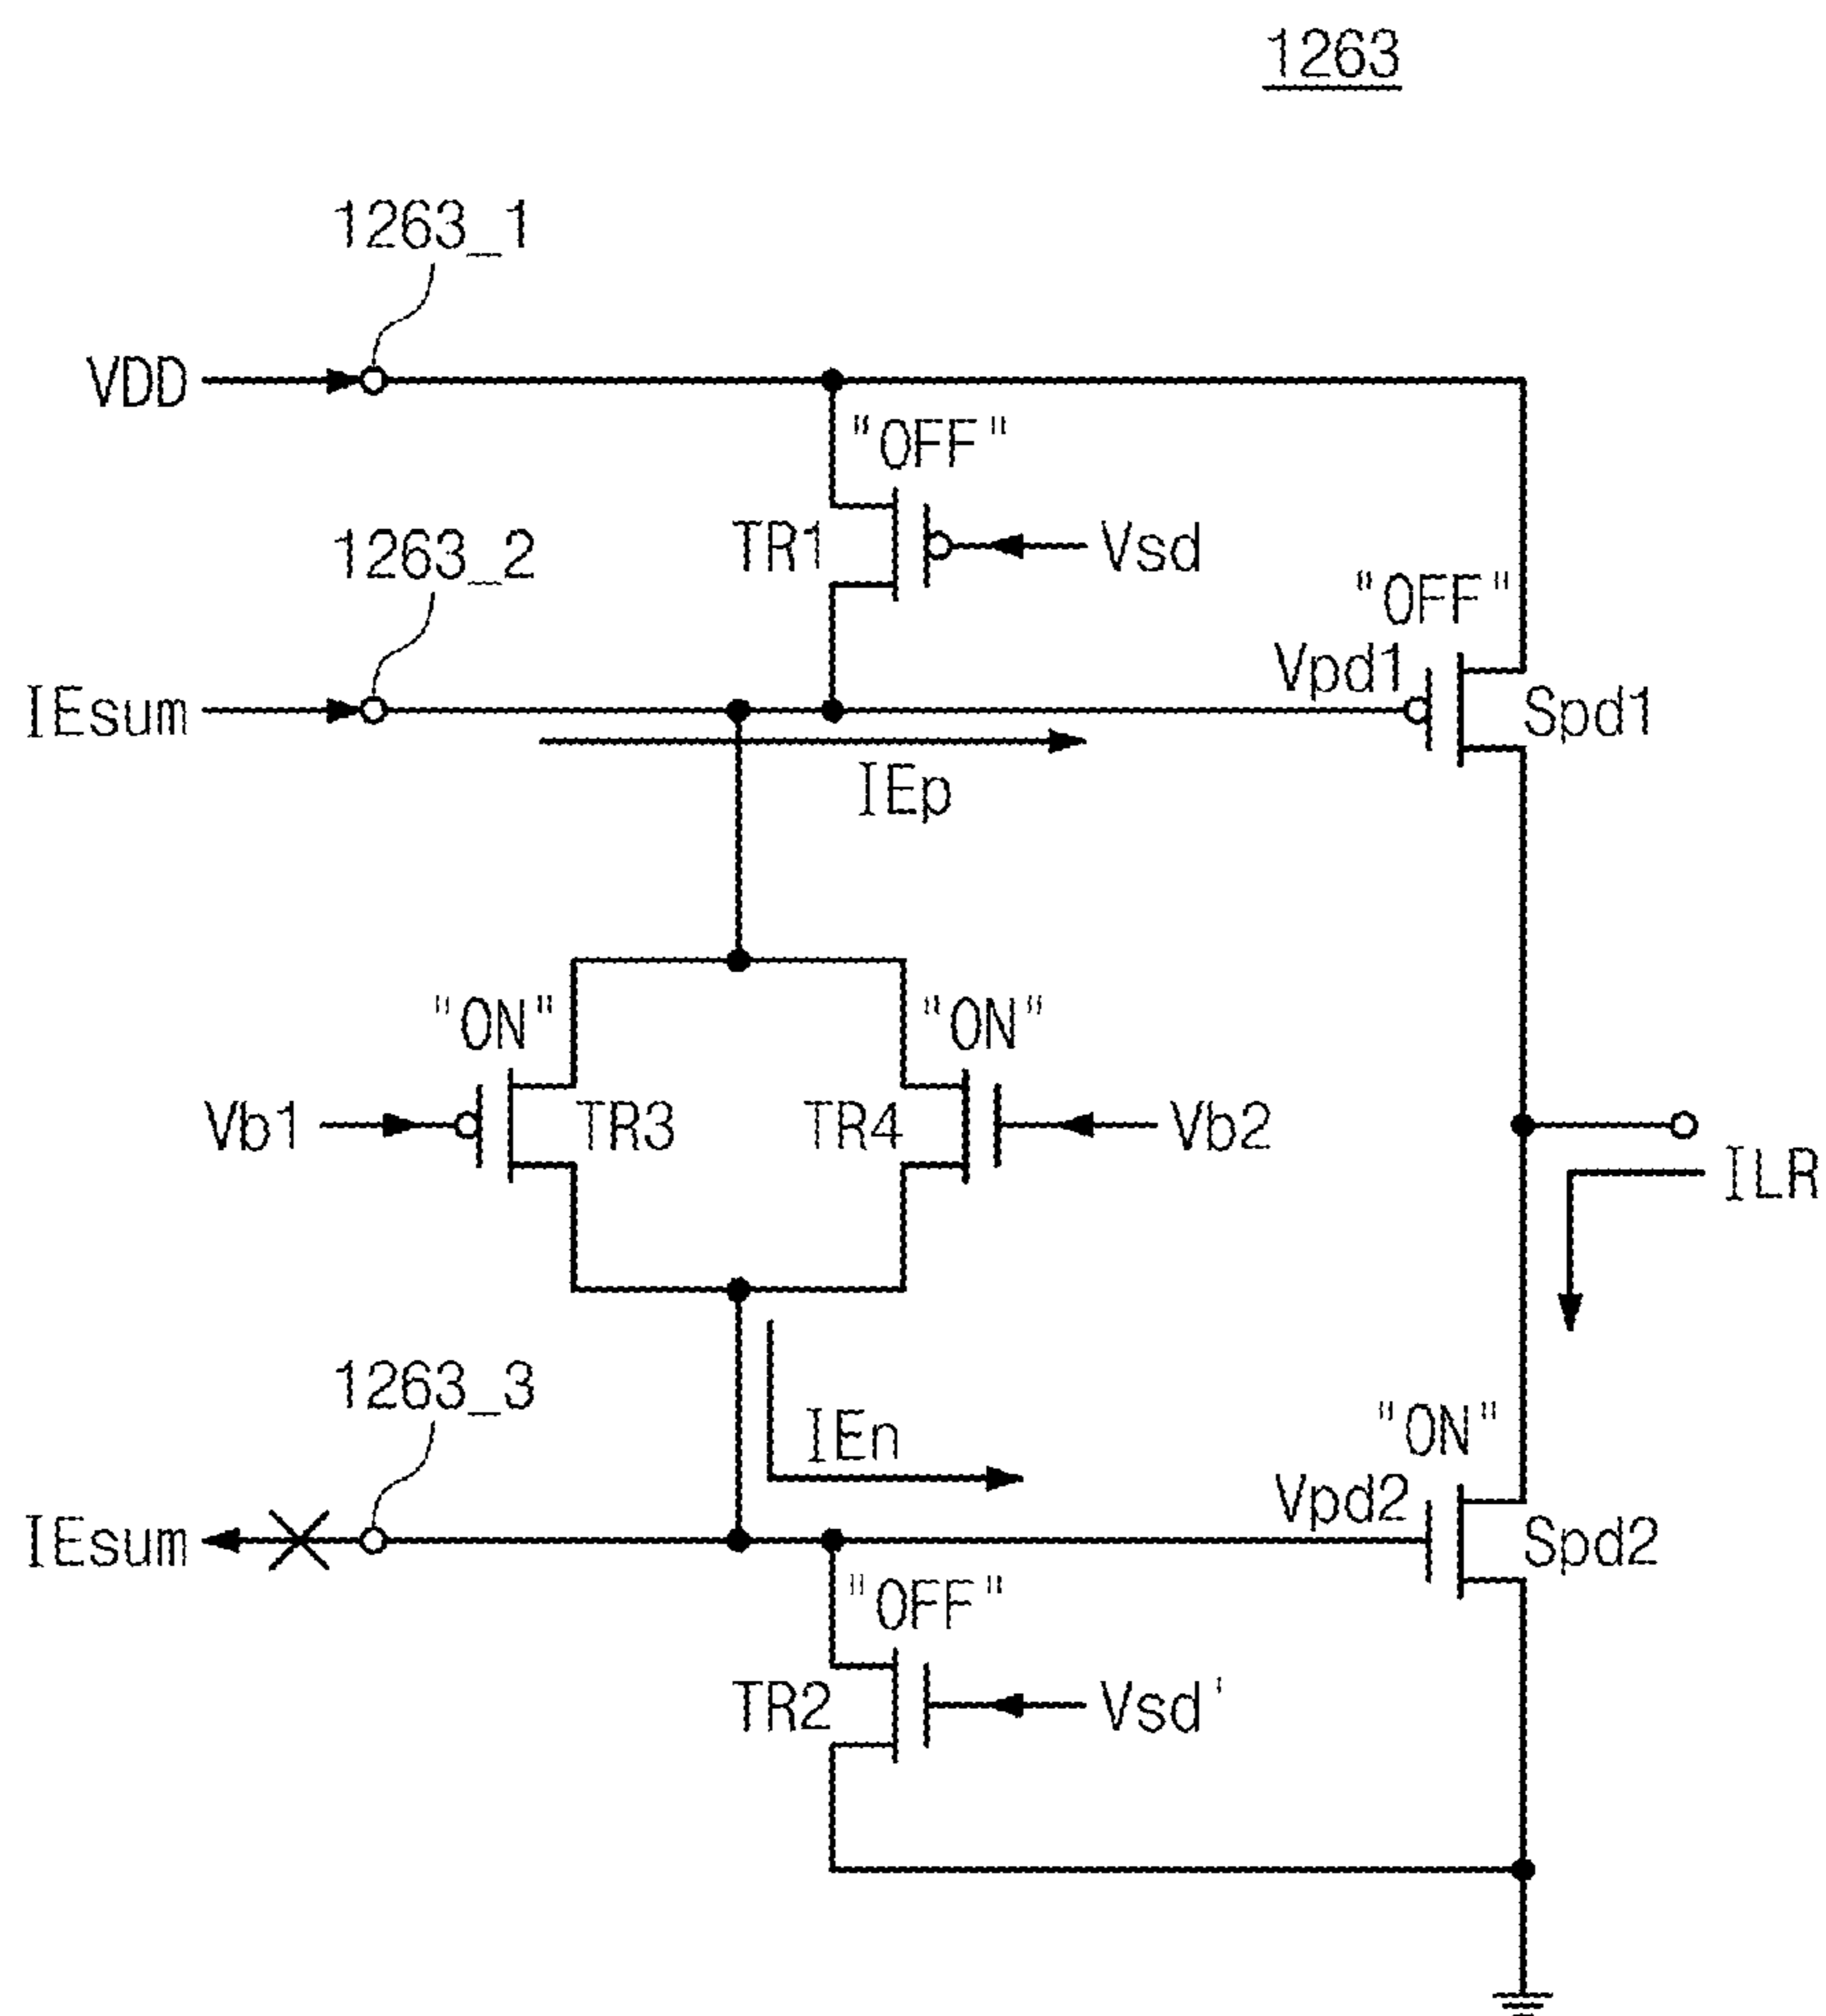 1263
1263_1
VDD
"OFF"
TR1
Vsd
1263_2
"OFF"
Vpd1
IEsum
Spd1
IEp
"ON"
"ON"
Vb1
TR3
TR4
Vb2
ILR
1263_3
IEn
"ON"
Vpd2
IEsum
Spd2
"OFF"
TR2
Vsd'